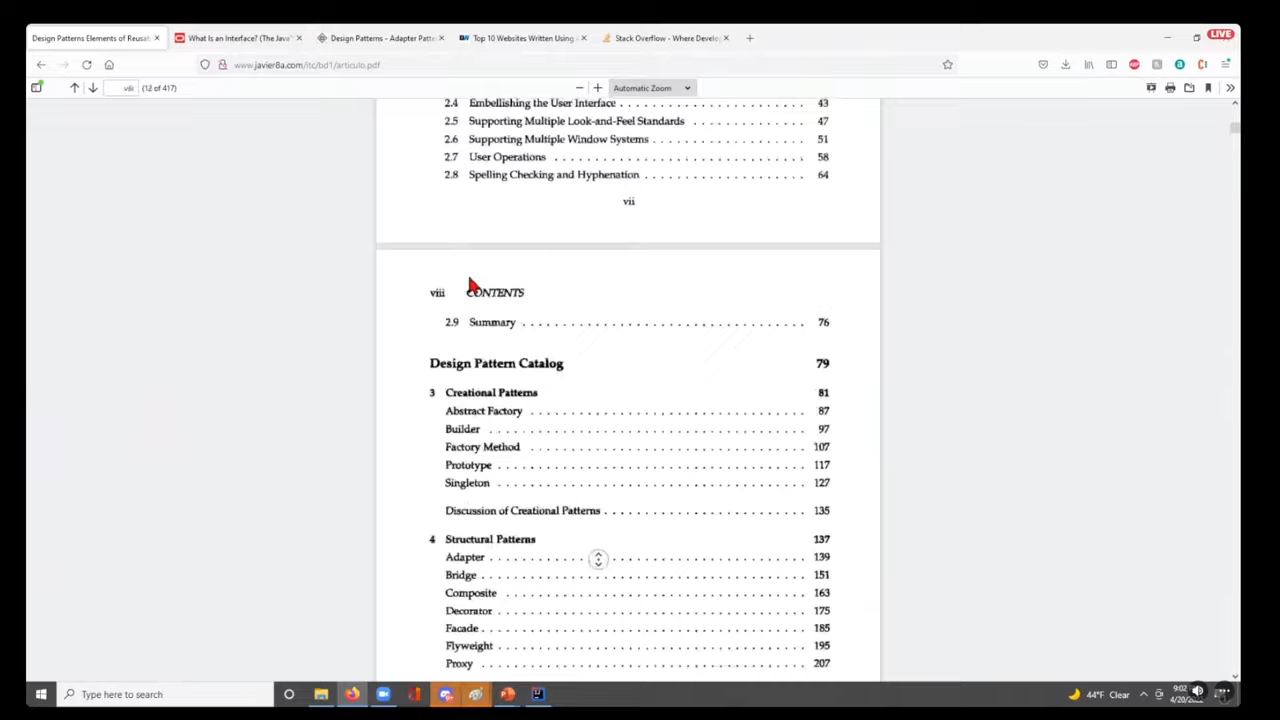 Design Patterns Elements of Reusab
What Is an Interface? (The Java
Design Patterns - Adapter Patte
Top 10 Websites Written Using
Stack Overflow - Where Develo
LIVE
www.javier8a.com/itc/bd1/articulo.pdf
viii (12 of 417)
Automatic Zoom
2.4 Embellishing the User Interface . . . . . . . . . . . . . . . . . . 43
2.5 Supporting Multiple Look-and-Feel Standards . . . . . . . . . . . 47
2.6 Supporting Multiple Window Systems . . . . . . . . . . . . . . . . 51
2.7 User Operations . . . . . . . . . . . . . . . . . . . . . . . . . 58
2.8 Spelling Checking and Hyphenation . . . . . . . . . . . . . . . . 64
vii
viii CONTENTS
2.9 Summary . . . . . . . . . . . . . . . . . . . . . . . . . . . . . 76
Design Pattern Catalog 79
3 Creational Patterns 81
Abstract Factory . . . . . . . . . . . . . . . . . . . . . . . . . . 87
Builder . . . . . . . . . . . . . . . . . . . . . . . . . . . . . . 97
Factory Method . . . . . . . . . . . . . . . . . . . . . . . . . . . 107
Prototype . . . . . . . . . . . . . . . . . . . . . . . . . . . . . 117
Singleton . . . . . . . . . . . . . . . . . . . . . . . . . . . . . 127
Discussion of Creational Patterns . . . . . . . . . . . . . . . . . . 135
4 Structural Patterns 137
Adapter . . . . . . . . . . . . . . . . . . . . . . . . . . . . . . 139
Bridge . . . . . . . . . . . . . . . . . . . . . . . . . . . . . . . 151
Composite . . . . . . . . . . . . . . . . . . . . . . . . . . . . . 163
Decorator . . . . . . . . . . . . . . . . . . . . . . . . . . . . . 175
Facade . . . . . . . . . . . . . . . . . . . . . . . . . . . . . . . 185
Flyweight . . . . . . . . . . . . . . . . . . . . . . . . . . . . . 195
Proxy . . . . . . . . . . . . . . . . . . . . . . . . . . . . . . . 207
Type here to search
44°F Clear
9:02
4/20/20